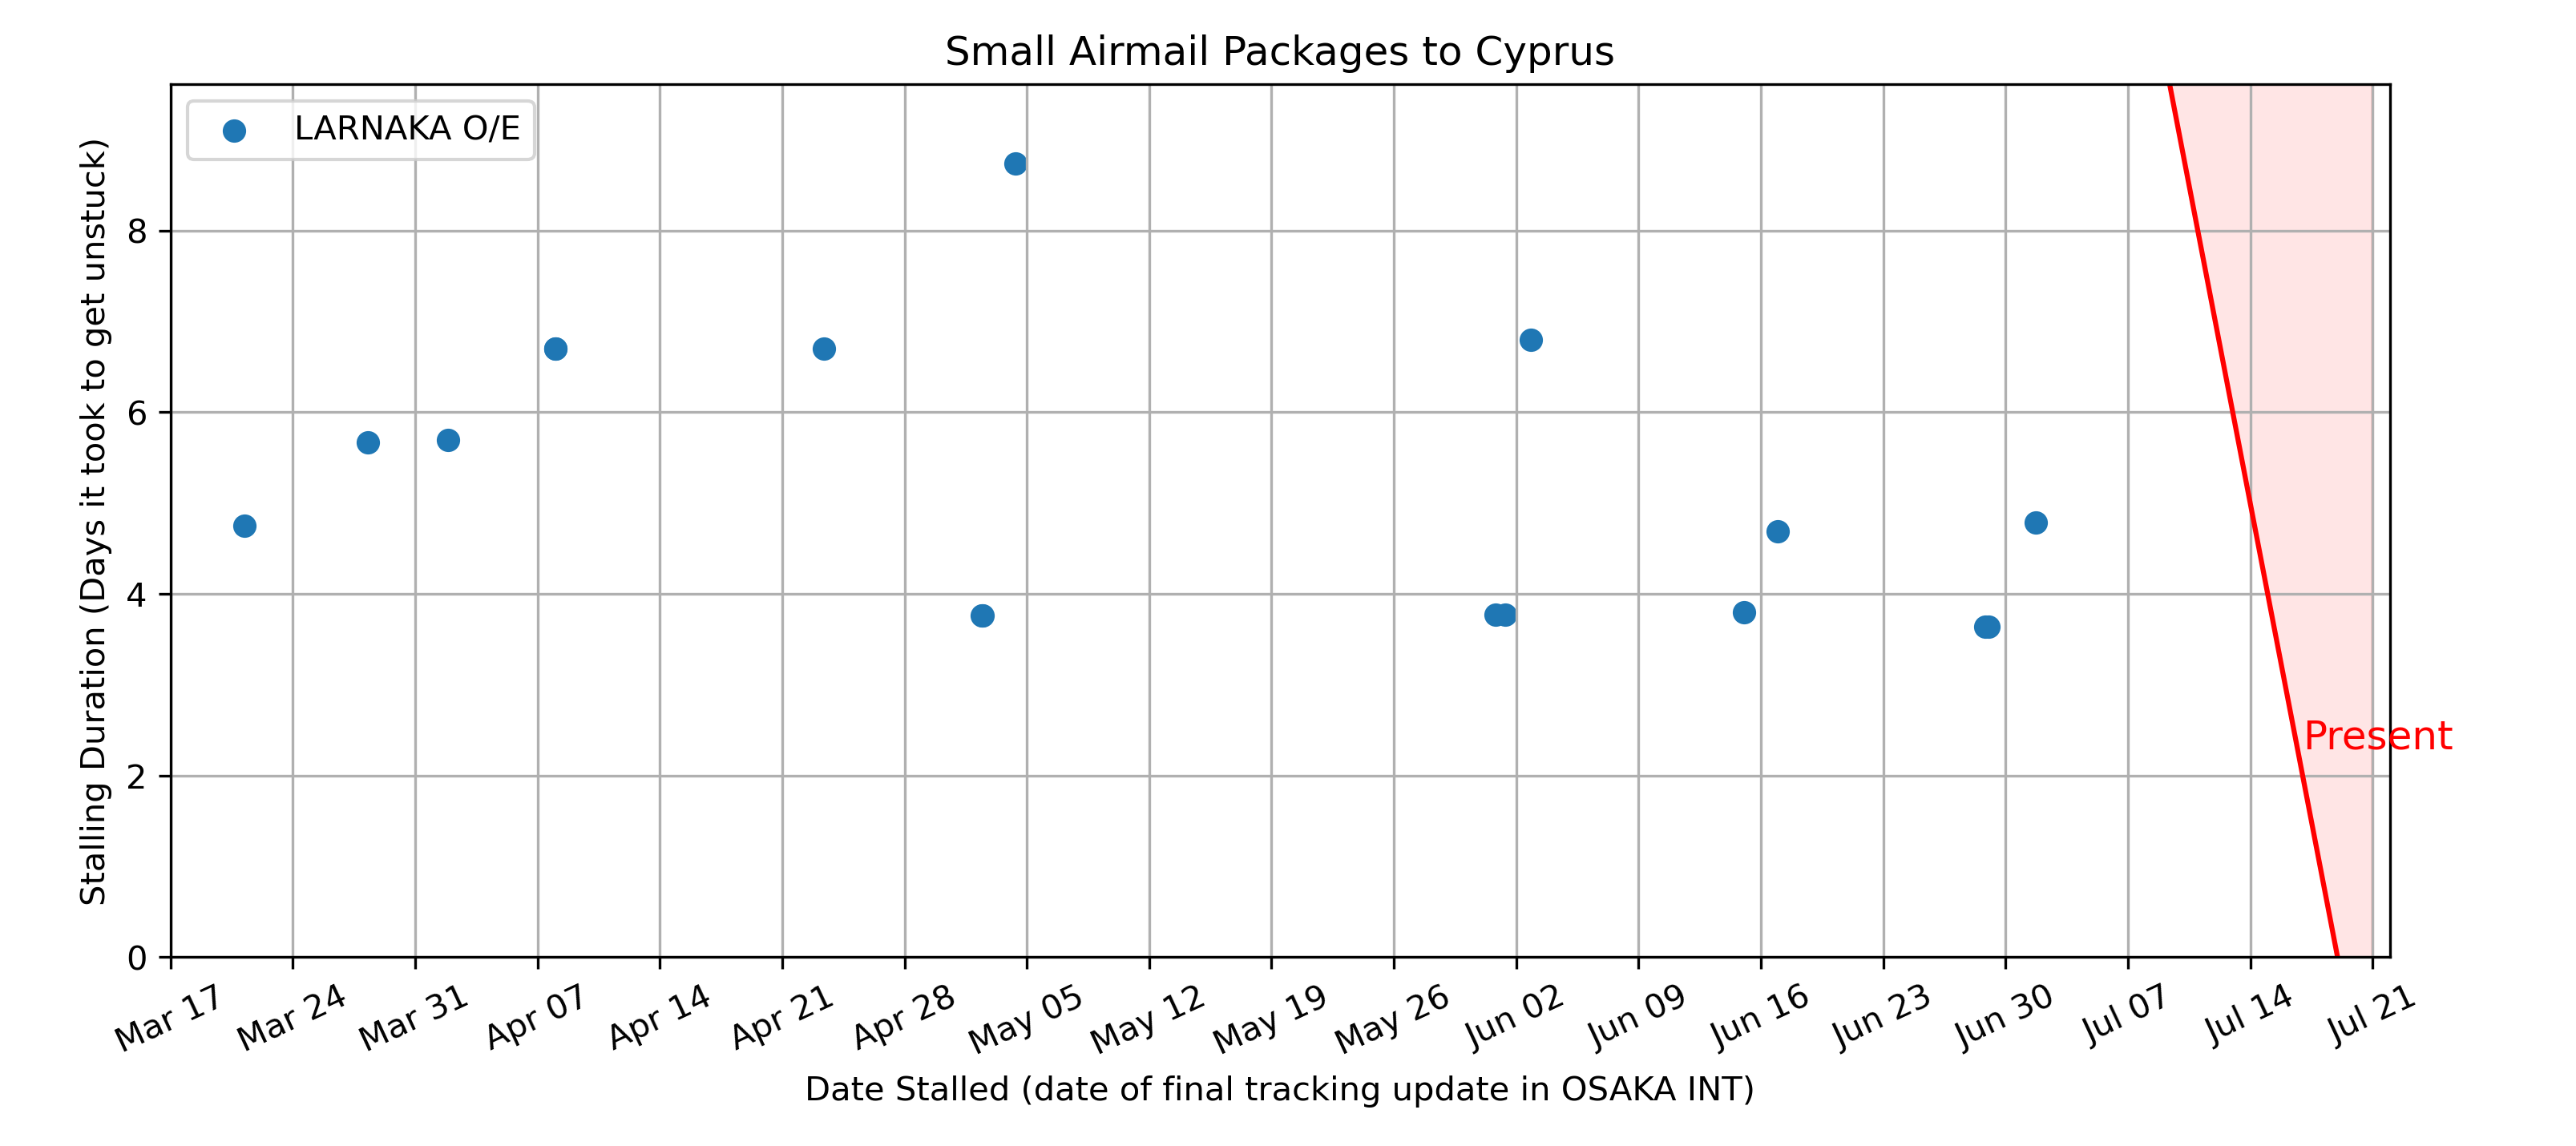 Small Airmail Packages to Cyprus
LARNAKA O/E
Stalling Duration (Days it took to get unstuck)
8
6
4
2
0
Present
Mar 17
Mar 24
Mar 31
Apr 07
Apr 14
Apr 21
Apr 28
May 05
May 12
May 19
May 26
Jun 02
Jun 09
Jun 16
Jun 23
Jun 30
Jul 07
Jul 14
Jul 21
Date Stalled (date of final tracking update in OSAKA INT)